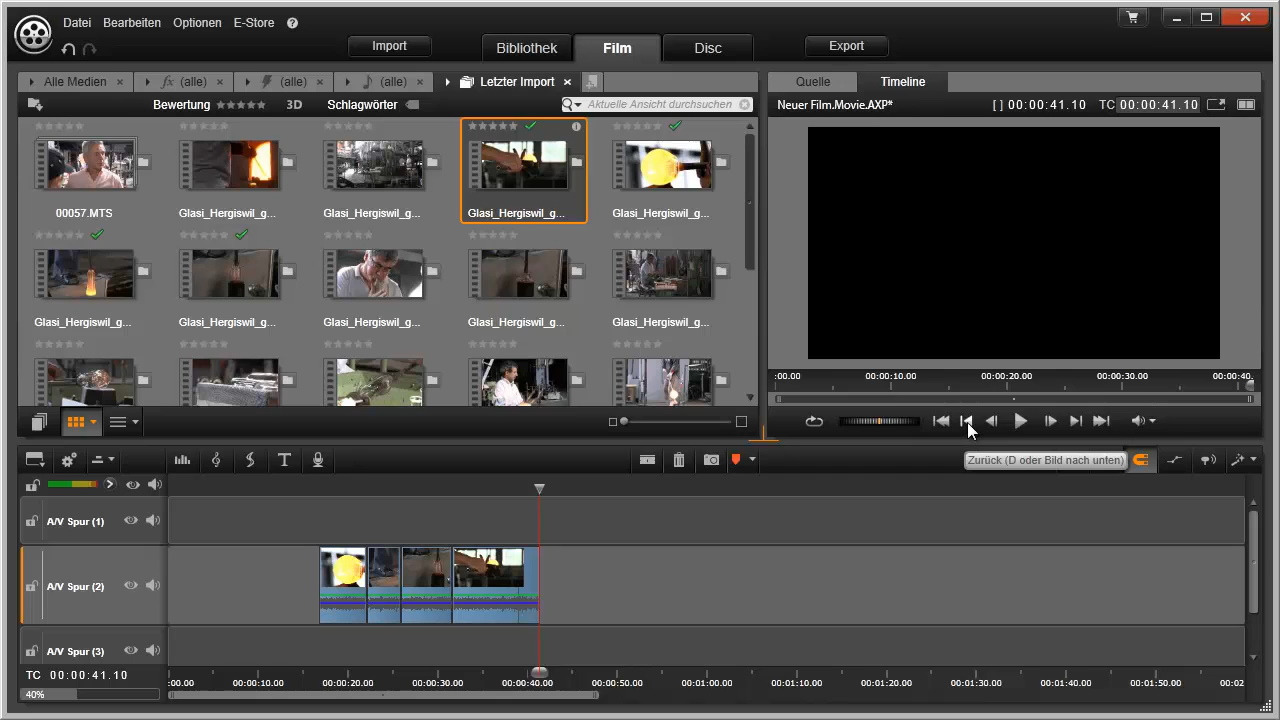 Datei Bearbeiten Optionen E-Store ?
Import Bibliothek Film Disc Export
Alle Medien × fx (alle) × (alle) × (alle) × Letzter Import ×
Quelle Timeline
Bewertung 3D Schlagwörter Aktuelle Ansicht durchsuchen
Neuer Film.Movie.AXP* [ ] 00:00:41.10 TC 00:00:41.10
00057.MTS Glasi_Hergiswil_g... Glasi_Hergiswil_g... Glasi_Hergiswil_g... Glasi_Hergiswil_g...
Glasi_Hergiswil_g... Glasi_Hergiswil_g... Glasi_Hergiswil_g... Glasi_Hergiswil_g... Glasi_Hergiswil_g...
:00.00 00:00:10.00 00:00:20.00 00:00:30.00 00:00:40.
Zurück (D oder Bild nach unten)
A/V Spur (1)
A/V Spur (2)
A/V Spur (3)
TC 00:00:41.10
:00.00 00:00:10.00 00:00:20.00 00:00:30.00 00:00:40.00 00:00:50.00 00:01:00.00 00:01:10.00 00:01:20.00 00:01:30.00 00:01:40.00 00:01:50.00 00:02
40%